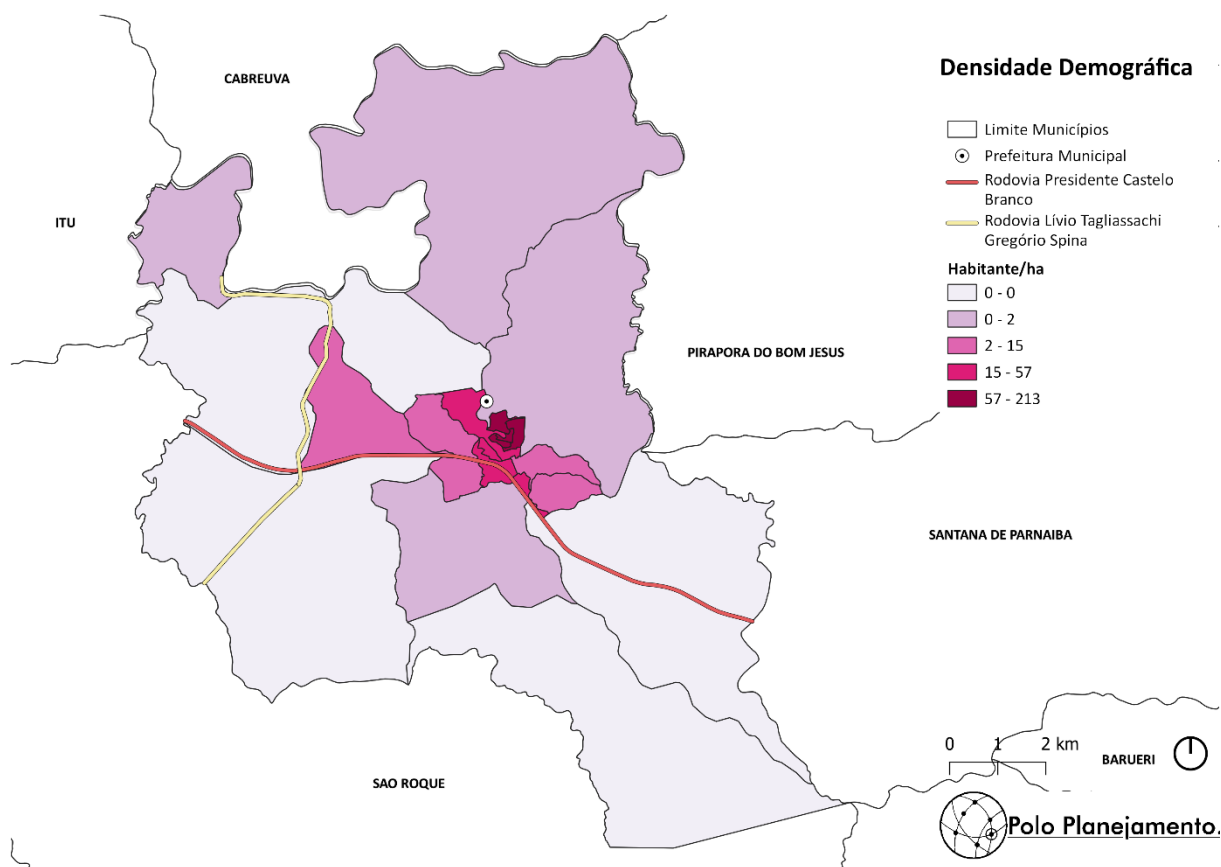 CABREUVA
ITU
PIRAPORA DO BOM JESUS
SANTANA DE PARNAIBA
SAO ROQUE
BARUERI
Densidade Demográfica
Limite Municípios
Prefeitura Municipal
Rodovia Presidente Castelo
Branco
Rodovia Lívio Tagliassachi
Gregório Spina
Habitante/ha
0 - 0
0 - 2
2 - 15
15 - 57
57 - 213
0 1 2 km
Polo Planejamento.